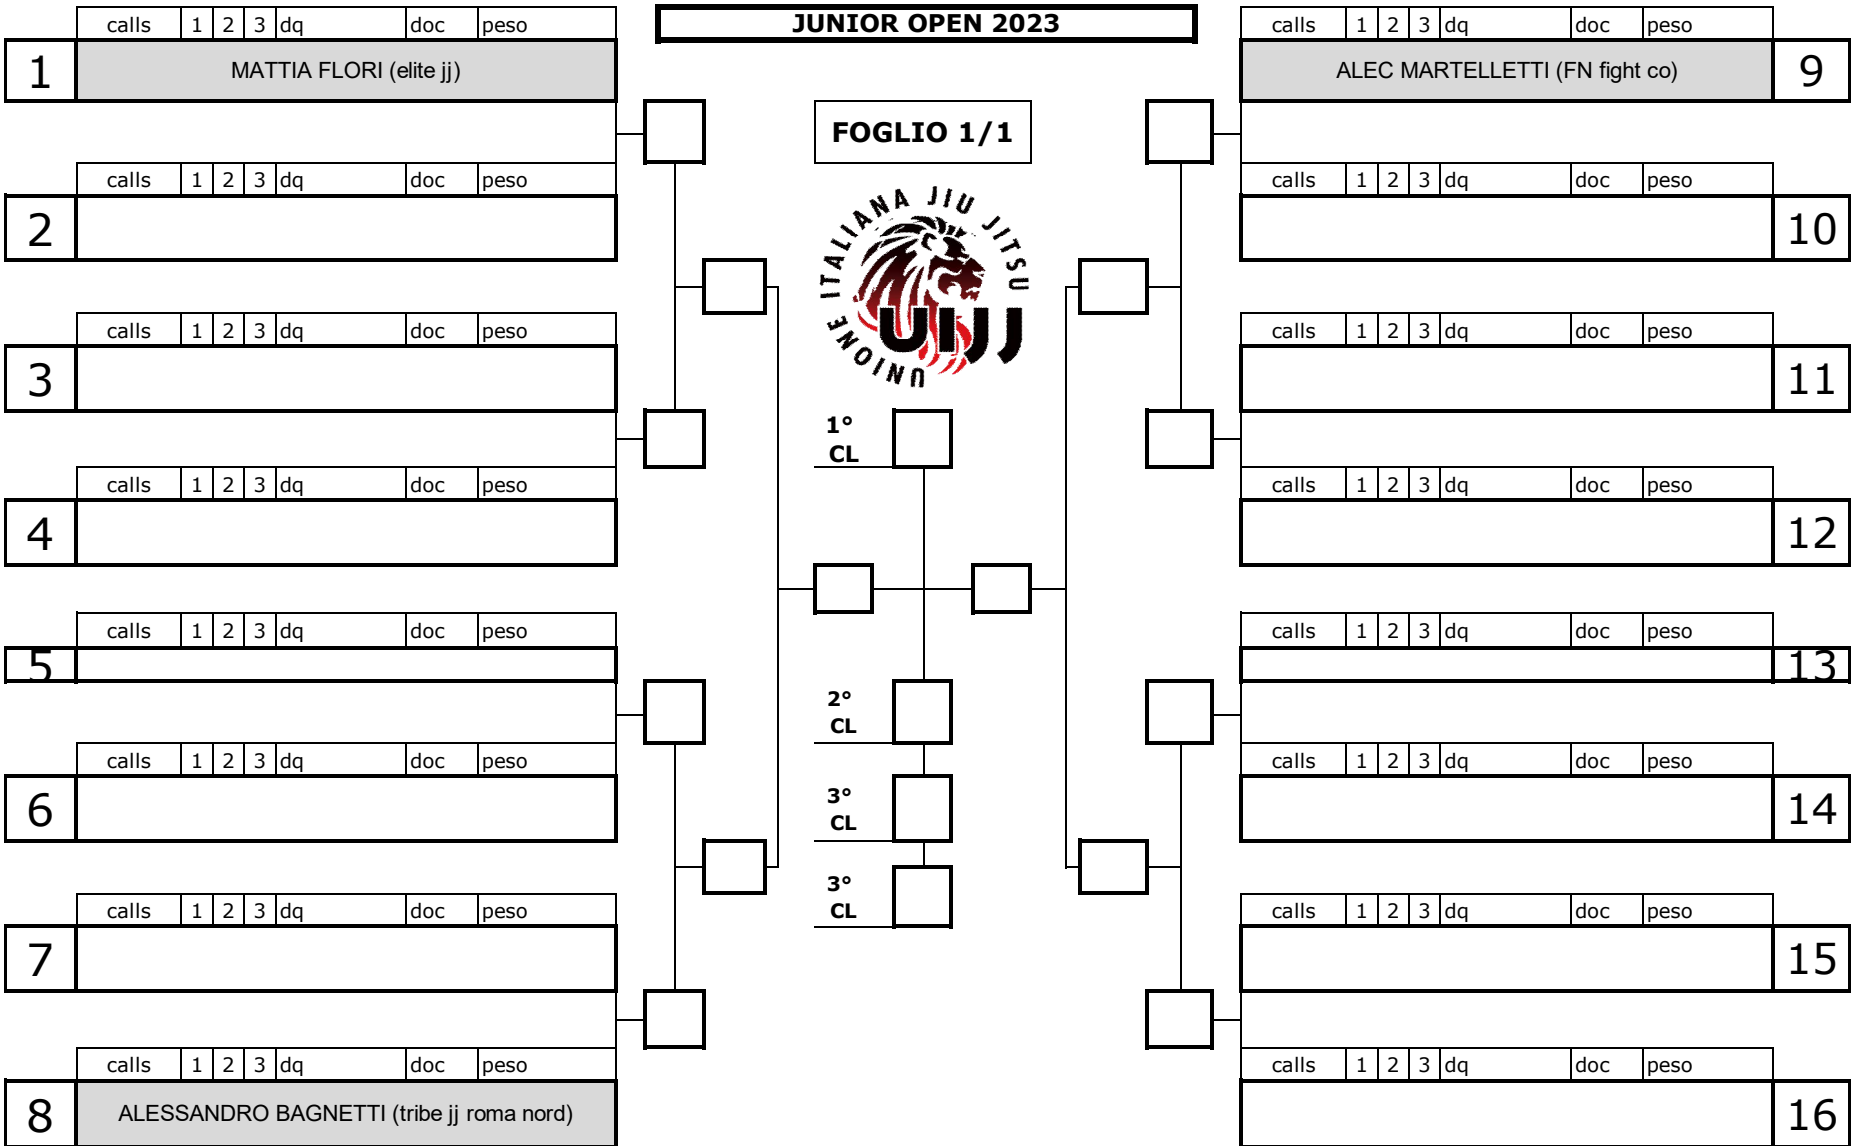 JUNIOR OPEN 2023
calls 1 2 3 dq doc peso
1 MATTIA FLORI (elite jj)
calls 1 2 3 dq doc peso
2
calls 1 2 3 dq doc peso
3
calls 1 2 3 dq doc peso
4
calls 1 2 3 dq doc peso
5
calls 1 2 3 dq doc peso
6
calls 1 2 3 dq doc peso
7
calls 1 2 3 dq doc peso
8 ALESSANDRO BAGNETTI (tribe jj roma nord)
FOGLIO 1/1
UNIONE ITALIANA JIU JITSU
UIJJ
1°
CL
2°
CL
3°
CL
3°
CL
calls 1 2 3 dq doc peso
ALEC MARTELLETTI (FN fight co) 9
calls 1 2 3 dq doc peso
10
calls 1 2 3 dq doc peso
11
calls 1 2 3 dq doc peso
12
calls 1 2 3 dq doc peso
13
calls 1 2 3 dq doc peso
14
calls 1 2 3 dq doc peso
15
calls 1 2 3 dq doc peso
16